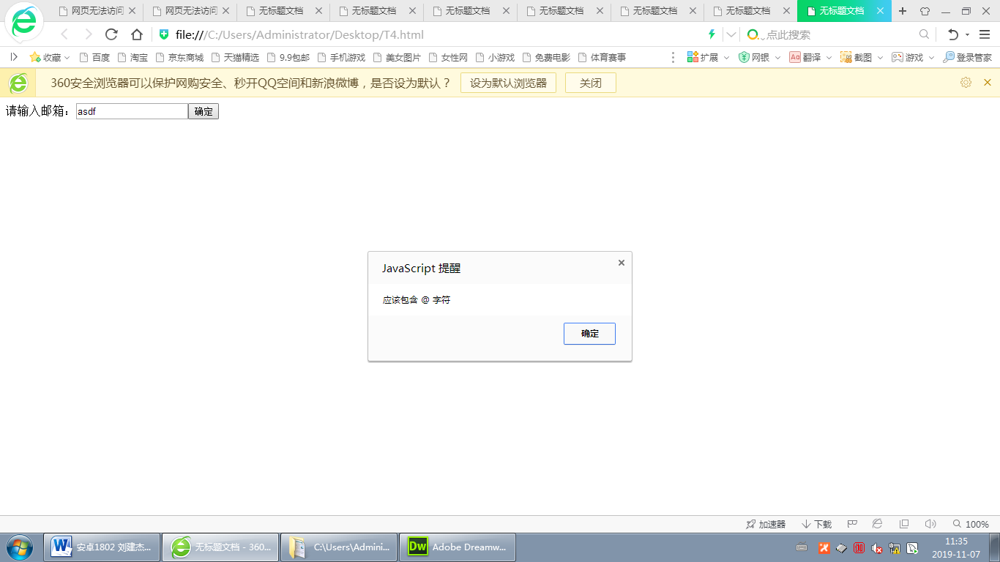 网页无法访问 网页无法访问 无标题文档 无标题文档 无标题文档 无标题文档 无标题文档 无标题文档 无标题文档
file:///C:/Users/Administrator/Desktop/T4.html 点此搜索
收藏 百度 淘宝 京东商城 天猫精选 9.9包邮 手机游戏 美女图片 女性网 小游戏 免费电影 体育赛事 扩展 网银 Aa 翻译 截图 游戏 登录管家
360安全浏览器可以保护网购安全、秒开QQ空间和新浪微博，是否设为默认？ 设为默认浏览器 关闭
请输入邮箱： asdf 确定
JavaScript 提醒
应该包含 @ 字符
确定
加速器 下载 100%
安卓1802 刘建杰... 无标题文档 - 360... C:\Users\Admini... Dw Adobe Dreamw... 11:35
2019-11-07